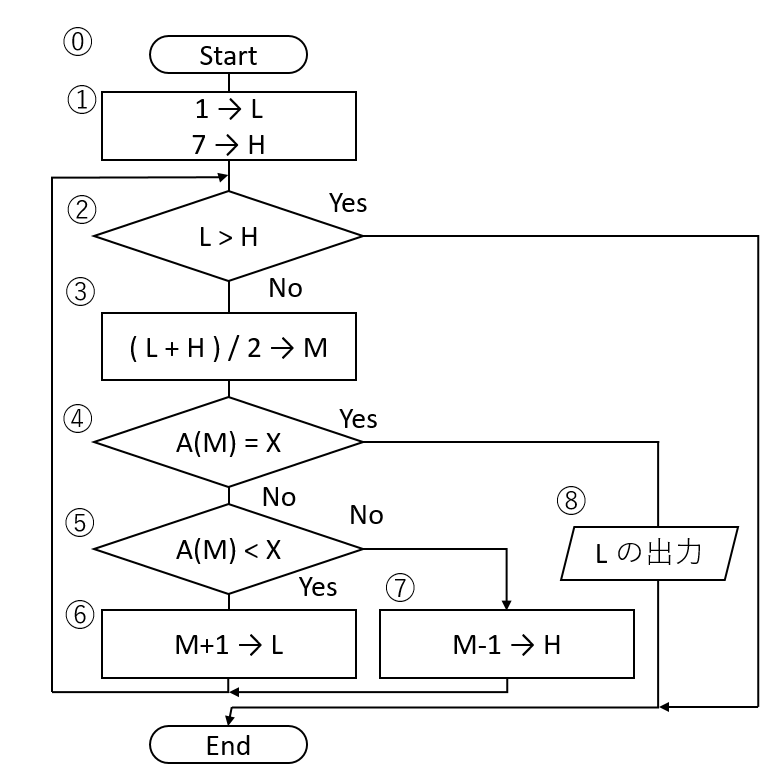 ⓪
Start
①
1 → L
7 → H
②
L > H
Yes
No
③
( L + H ) / 2 → M
④
A(M) = X
Yes
No
⑤
A(M) < X
No
Yes
⑥
M+1 → L
⑦
M-1 → H
⑧
L の出力
End